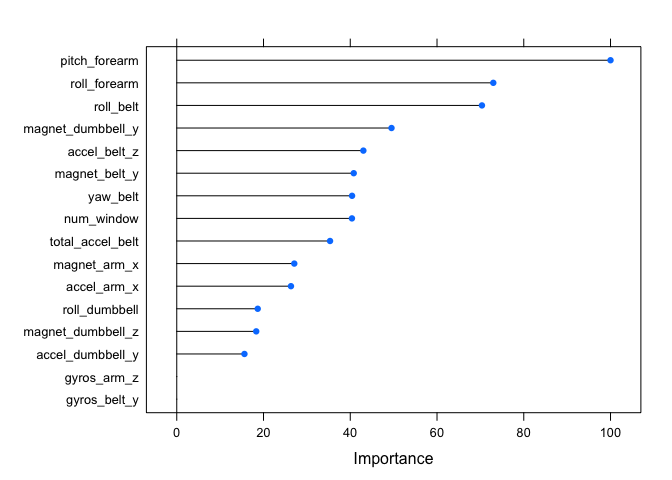 pitch_forearm
roll_forearm
roll_belt
magnet_dumbbell_y
accel_belt_z
magnet_belt_y
yaw_belt
num_window
total_accel_belt
magnet_arm_x
accel_arm_x
roll_dumbbell
magnet_dumbbell_z
accel_dumbbell_y
gyros_arm_z
gyros_belt_y
0 20 40 60 80 100
Importance